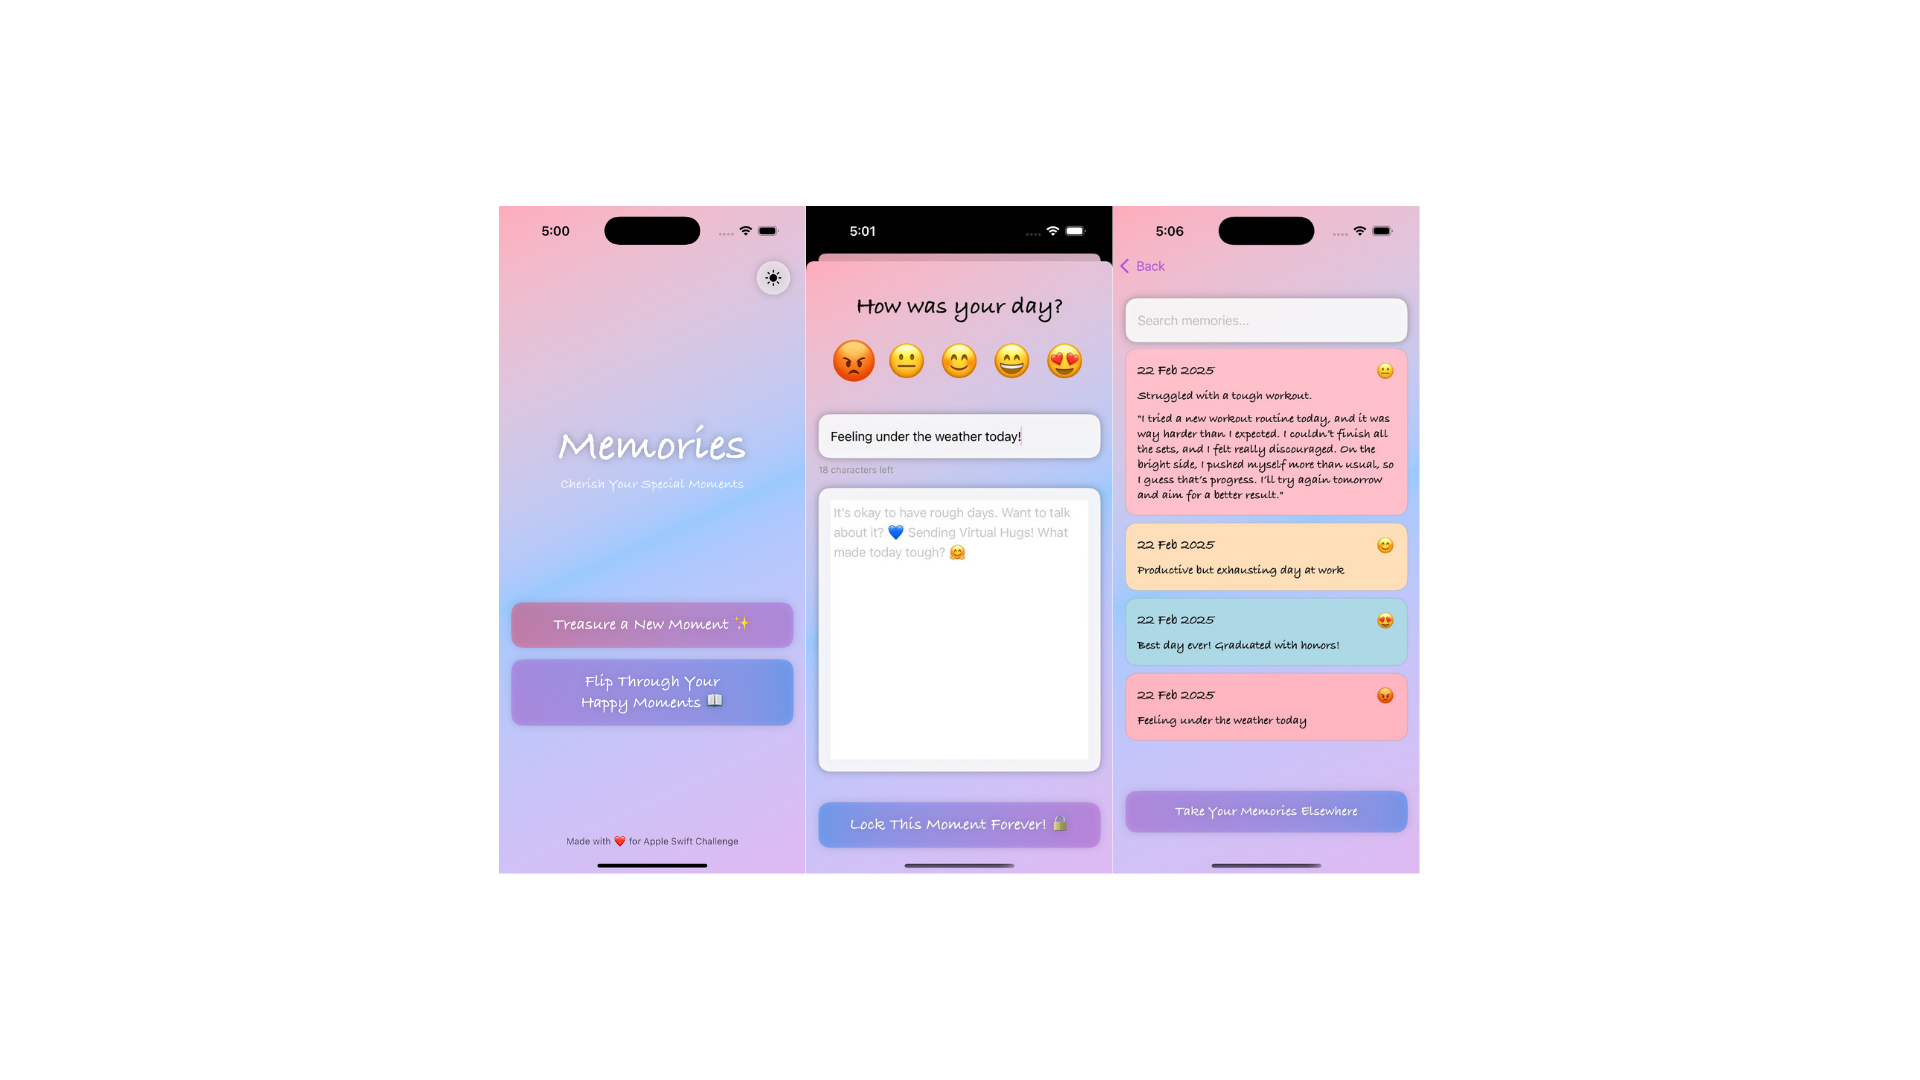 5:00
Memories
Cherish Your Special Moments
Treasure a New Moment ✨
Flip Through Your
Happy Moments 📖
Made with ❤️ for Apple Swift Challenge
5:01
How was your day?
😡 😐 😊 😄 😍
Feeling under the weather today!
18 characters left
It's okay to have rough days. Want to talk
about it? 💙 Sending Virtual Hugs! What
made today tough? 🤗
Lock This Moment Forever! 🔒
5:06
Back
Search memories...
22 Feb 2025 😐
Struggled with a tough workout.
"I tried a new workout routine today, and it was
way harder than I expected. I couldn't finish all
the sets, and I felt really discouraged. On the
bright side, I pushed myself more than usual, so
I guess that's progress. I'll try again tomorrow
and aim for a better result."
22 Feb 2025 😊
Productive but exhausting day at work
22 Feb 2025 😍
Best day ever! Graduated with honors!
22 Feb 2025 😡
Feeling under the weather today
Take Your Memories Elsewhere